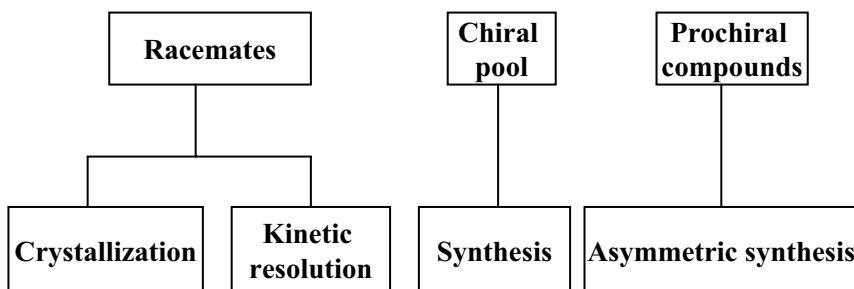 Racemates
Chiral
pool
Prochiral
compounds
Crystallization
Kinetic
resolution
Synthesis
Asymmetric synthesis